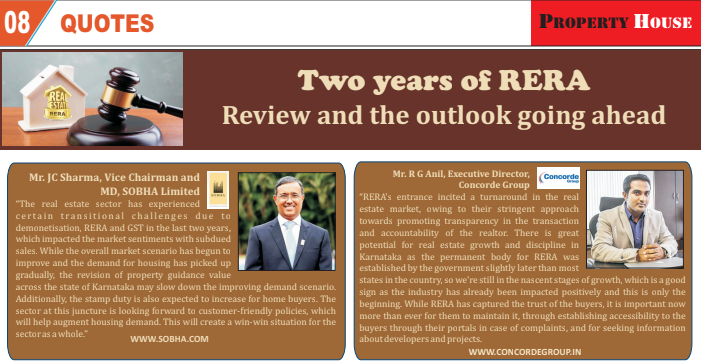 08 QUOTES
PROPERTY HOUSE
REAL
ESTATE
RERA
Two years of RERA
Review and the outlook going ahead
Mr. JC Sharma, Vice Chairman and
MD, SOBHA Limited
SOBHA
"The real estate sector has experienced
certain transitional challenges due to
demonetisation, RERA and GST in the last two years,
which impacted the market sentiments with subdued
sales. While the overall market scenario has begun to
improve and the demand for housing has picked up
gradually, the revision of property guidance value
across the state of Karnataka may slow down the improving demand scenario.
Additionally, the stamp duty is also expected to increase for home buyers. The
sector at this juncture is looking forward to customer-friendly policies, which
will help augment housing demand. This will create a win-win situation for the
sector as a whole."
WWW.SOBHA.COM
Mr. R G Anil, Executive Director,
Concorde Group
Concorde
Group
"RERA's entrance incited a turnaround in the real
estate market, owing to their stringent approach
towards promoting transparency in the transaction
and accountability of the realtor. There is great
potential for real estate growth and discipline in
Karnataka as the permanent body for RERA was
established by the government slightly later than most
states in the country, so we're still in the nascent stages of growth, which is a good
sign as the industry has already been impacted positively and this is only the
beginning. While RERA has captured the trust of the buyers, it is important now
more than ever for them to maintain it, through establishing accessibility to the
buyers through their portals in case of complaints, and for seeking information
about developers and projects.
WWW.CONCORDEGROUP.IN